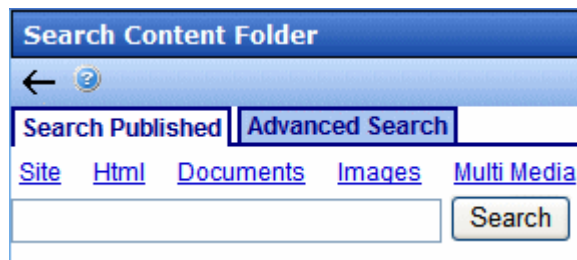 Search Content Folder
Search Published Advanced Search
Site Html Documents Images Multi Media
Search